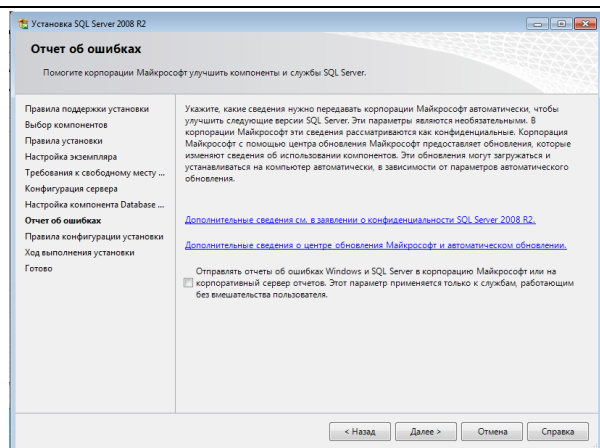 Установка SQL Server 2008 R2
Отчет об ошибках
Помогите корпорации Майкрософт улучшить компоненты и службы SQL Server.
Правила поддержки установки
Выбор компонентов
Правила установки
Настройка экземпляра
Требования к свободному месту ...
Конфигурация сервера
Настройка компонента Database ...
Отчет об ошибках
Правила конфигурации установки
Ход выполнения установки
Готово
Укажите, какие сведения нужно передавать корпорации Майкрософт автоматически, чтобы
улучшить следующие версии SQL Server. Эти параметры являются необязательными. В
корпорации Майкрософт эти сведения рассматриваются как конфиденциальные. Корпорация
Майкрософт с помощью центра обновления Майкрософт предоставляет обновления, которые
изменяют сведения об использовании компонентов. Эти обновления могут загружаться и
устанавливаться на компьютер автоматически, в зависимости от параметров автоматического
обновления.
Дополнительные сведения см. в заявлении о конфиденциальности SQL Server 2008 R2.
Дополнительные сведения о центре обновления Майкрософт и автоматическом обновлении.
Отправлять отчеты об ошибках Windows и SQL Server в корпорацию Майкрософт или на
корпоративный сервер отчетов. Этот параметр применяется только к службам, работающим
без вмешательства пользователя.
< Назад
Далее >
Отмена
Справка